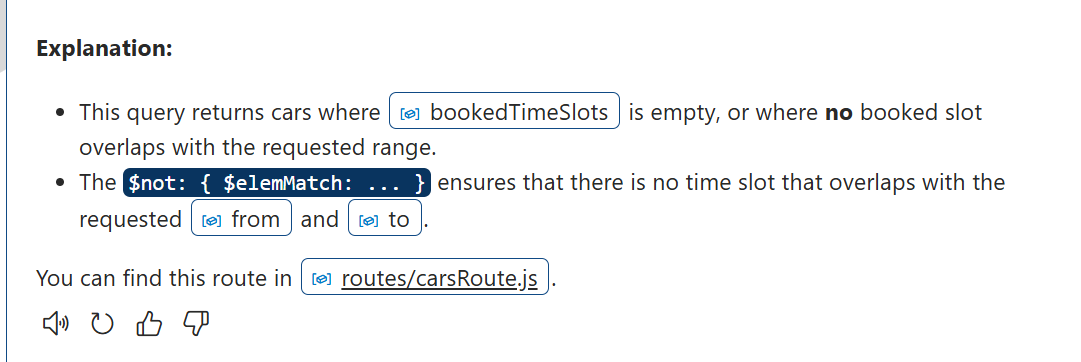 Explanation:
• This query returns cars where bookedTimeSlots is empty, or where no booked slot
overlaps with the requested range.
• The $not: { $elemMatch: ... } ensures that there is no time slot that overlaps with the
requested from and to.
You can find this route in routes/carsRoute.js.